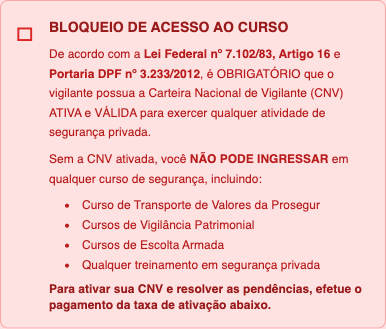 BLOQUEIO DE ACESSO AO CURSO
De acordo com a Lei Federal nº 7.102/83, Artigo 16 e
Portaria DPF nº 3.233/2012, é OBRIGATÓRIO que o
vigilante possua a Carteira Nacional de Vigilante (CNV)
ATIVA e VÁLIDA para exercer qualquer atividade de
segurança privada.
Sem a CNV ativada, você NÃO PODE INGRESSAR em
qualquer curso de segurança, incluindo:
• Curso de Transporte de Valores da Prosegur
• Cursos de Vigilância Patrimonial
• Cursos de Escolta Armada
• Qualquer treinamento em segurança privada
Para ativar sua CNV e resolver as pendências, efetue o
pagamento da taxa de ativação abaixo.